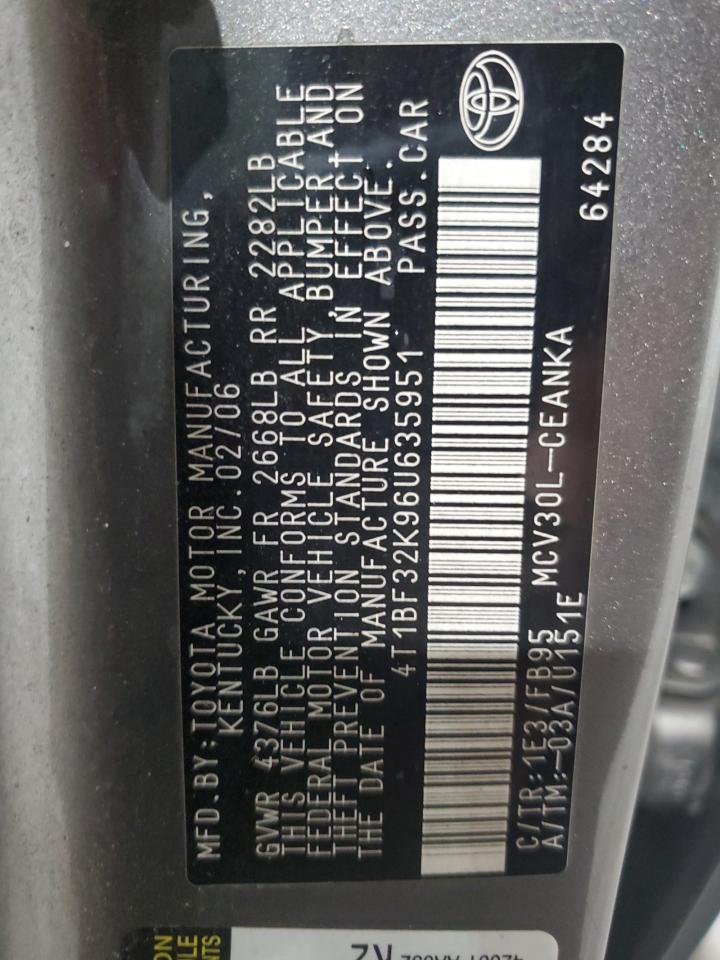 MFD.BY:TOYOTA MOTOR MANUFACTURING,
KENTUCKY, INC. 02/06
GVWR 4376LB GAWR FR 2668LB RR 2282LB
THIS VEHICLE CONFORMS TO ALL APPLICABLE
FEDERAL MOTOR VEHICLE SAFETY, BUMPER, AND
THEFT PREVENTION STANDARDS IN EFFECT ON
THE DATE OF MANUFACTURE SHOWN ABOVE.
4T1BF32K96U635951 PASS.CAR
C/TR:1E3/FB95 MCV30L-CEANKA
A/TM:-03A/U151E 64284